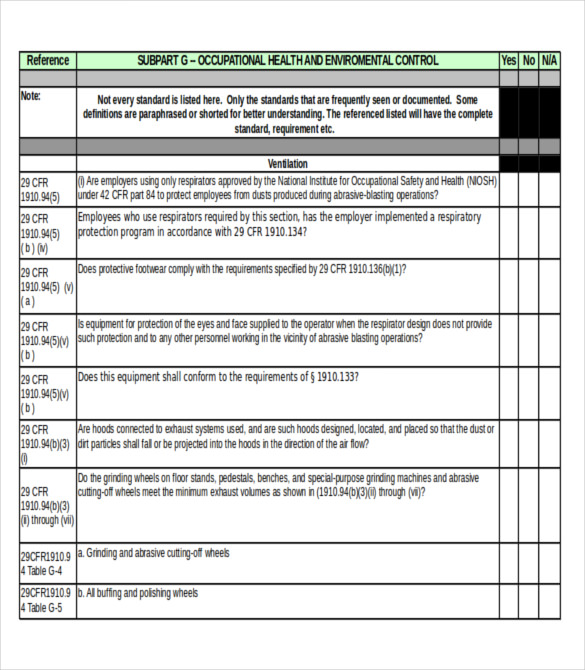 Reference SUBPART G – OCCUPATIONAL HEALTH AND ENVIROMENTAL CONTROL Yes No N/A
Note:
Not every standard is listed here. Only the standards that are frequently seen or documented. Some
definitions are paraphrased or shorted for better understanding. The referenced listed will have the complete
standard, requirement etc.
Ventilation
29 CFR
1910.94(5)
(i) Are employers using only respirators approved by the National Institute for Occupational Safety and Health (NIOSH)
under 42 CFR part 84 to protect employees from dusts produced during abrasive-blasting operations?
29 CFR
1910.94(5)
( b ) (iv)
Employees who use respirators required by this section, has the employer implemented a respiratory
protection program in accordance with 29 CFR 1910.134?
29 CFR
1910.94(5) (v)
( a )
Does protective footwear comply with the requirements specified by 29 CFR 1910.136(b)(1)?
29 CFR
1910.94(5)(v)
( b )
Is equipment for protection of the eyes and face supplied to the operator when the respirator design does not provide
such protection and to any other personnel working in the vicinity of abrasive blasting operations?
29 CFR
1910.94(5)(v)
( b )
Does this equipment shall conform to the requirements of § 1910.133?
29 CFR
1910.94(b)(3)
(i)
Are hoods connected to exhaust systems used, and are such hoods designed, located, and placed so that the dust or
dirt particles shall fall or be projected into the hoods in the direction of the air flow?
29 CFR
1910.94(b)(3)
(ii) through (vii)
Do the grinding wheels on floor stands, pedestals, benches, and special-purpose grinding machines and abrasive
cutting-off wheels meet the minimum exhaust volumes as shown in (1910.94(b)(3)(ii) through (vii)?
29CFR1910.9
4 Table G-4
a. Grinding and abrasive cutting-off wheels
29CFR1910.9
4 Table G-5
b. All buffing and polishing wheels